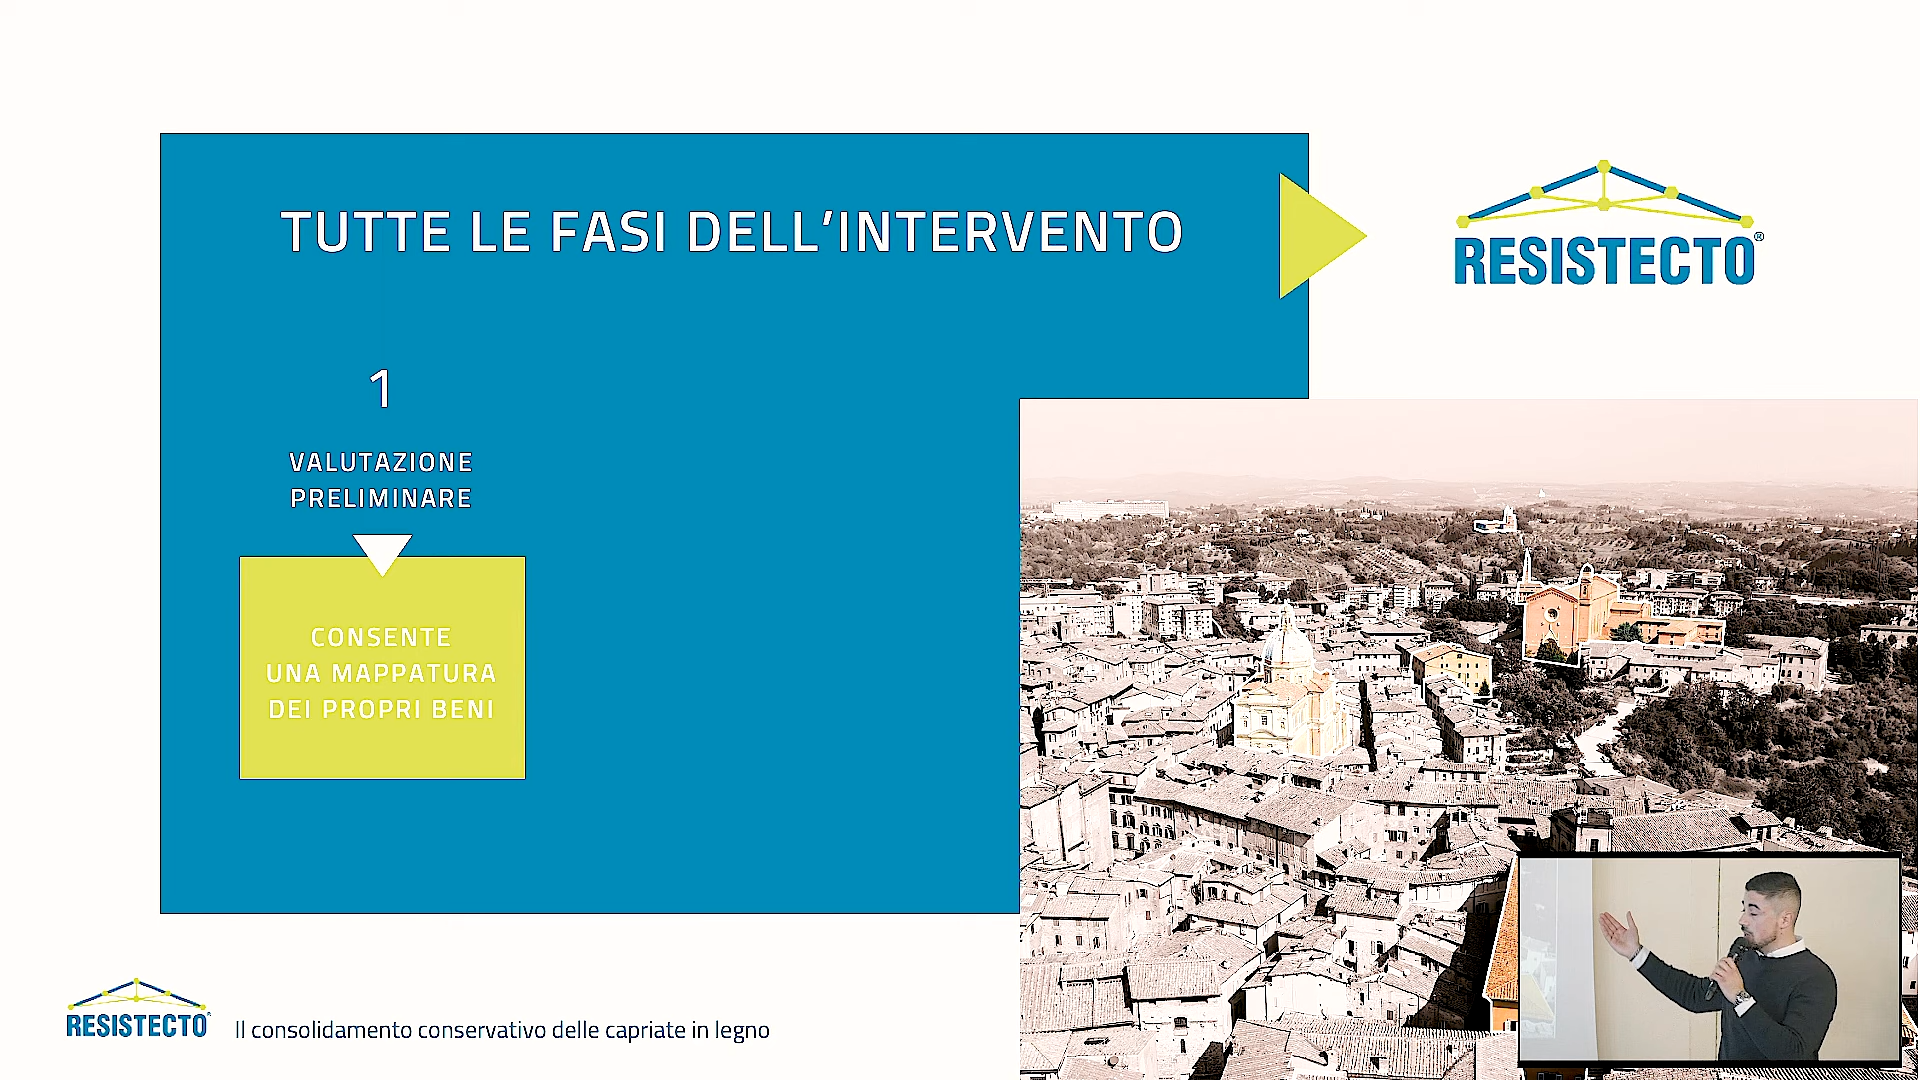 TUTTE LE FASI DELL’INTERVENTO
RESISTECTO®
1
VALUTAZIONE
PRELIMINARE
CONSENTE
UNA MAPPATURA
DEI PROPRI BENI
RESISTECTO®
Il consolidamento conservativo delle capriate in legno